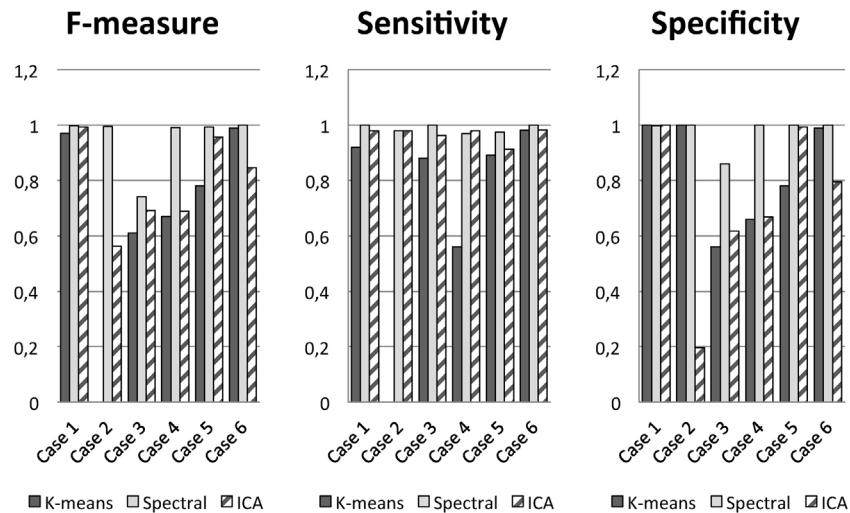 F-measure
1,2
1
0,8
0,6
0,4
0,2
0
Case 1
Case 2
Case 3
Case 4
Case 5
Case 6
K-means Spectral ICA
Sensitivity
1,2
1
0,8
0,6
0,4
0,2
0
Case 1
Case 2
Case 3
Case 4
Case 5
Case 6
K-means Spectral ICA
Specificity
1,2
1
0,8
0,6
0,4
0,2
0
Case 1
Case 2
Case 3
Case 4
Case 5
Case 6
K-means Spectral ICA